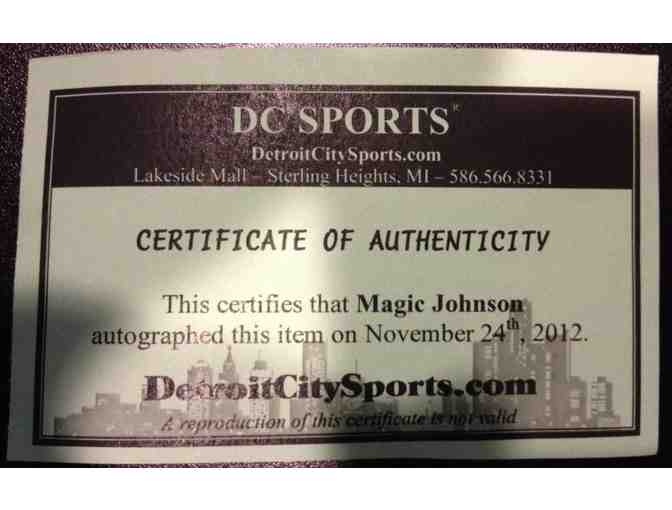 DC SPORTS®
DetroitCitySports.com
Lakeside Mall – Sterling Heights, MI – 586.566.8331
CERTIFICATE OF AUTHENTICITY
This certifies that Magic Johnson
autographed this item on November 24th, 2012.
DetroitCitySports.com
A reproduction of this certificate is not valid